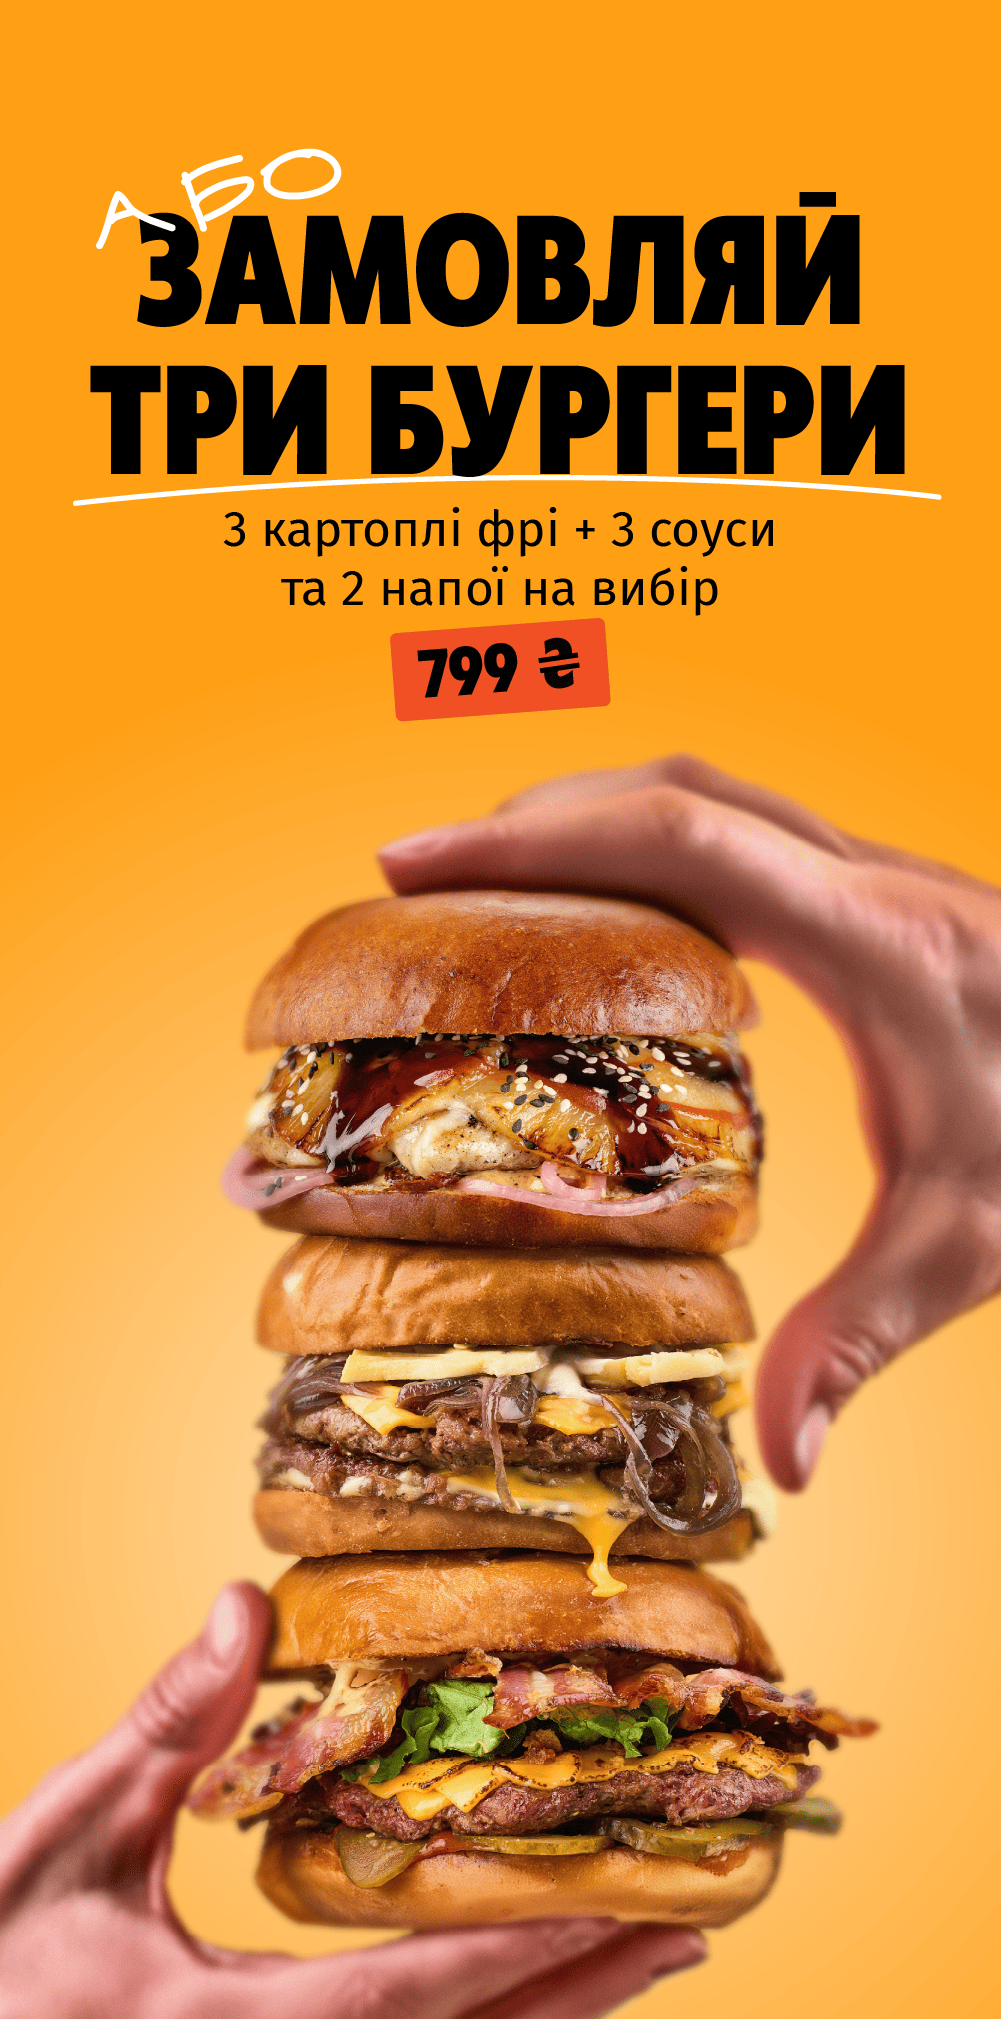 АБО
ЗАМОВЛЯЙ
ТРИ БУРГЕРИ
3 картоплі фрі + 3 соуси
та 2 напої на вибір
799 ₴